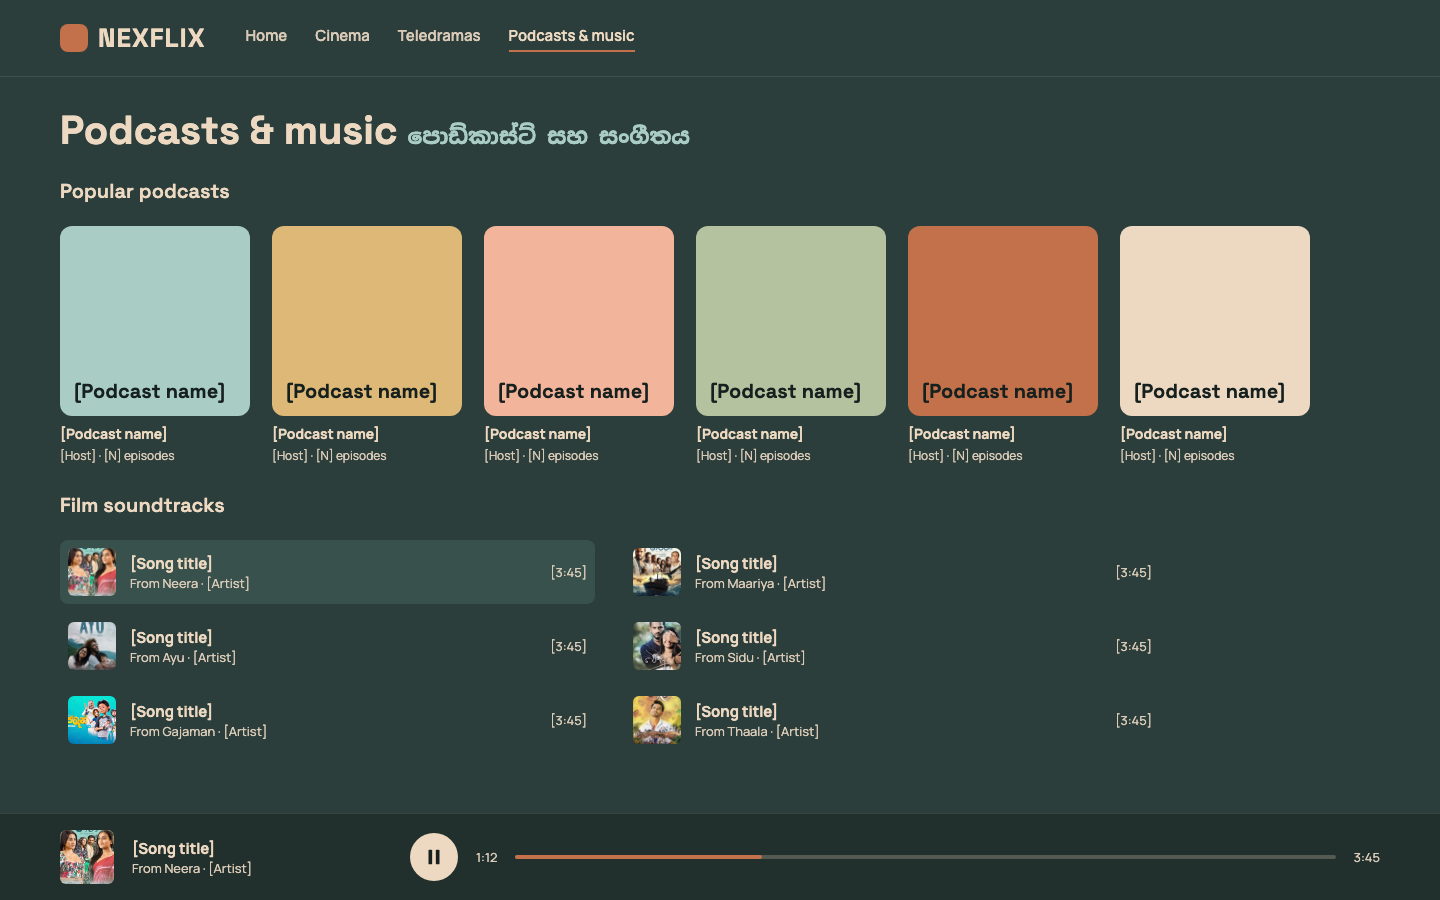 NEXFLIX
Home Cinema Teledramas Podcasts & music
Podcasts & music පොඩ්කාස්ට් සහ සංගීතය
Popular podcasts
[Podcast name] [Podcast name] [Podcast name] [Podcast name] [Podcast name] [Podcast name]
[Podcast name] [Podcast name] [Podcast name] [Podcast name] [Podcast name] [Podcast name]
[Host] · [N] episodes [Host] · [N] episodes [Host] · [N] episodes [Host] · [N] episodes [Host] · [N] episodes [Host] · [N] episodes
Film soundtracks
[Song title]
From Neera · [Artist]
[3:45]
[Song title]
From Maariya · [Artist]
[3:45]
AYU
[Song title]
From Ayu · [Artist]
[3:45]
[Song title]
From Sidu · [Artist]
[3:45]
[Song title]
From Gajaman · [Artist]
[3:45]
[Song title]
From Thaala · [Artist]
[3:45]
[Song title]
From Neera · [Artist]
1:12
3:45